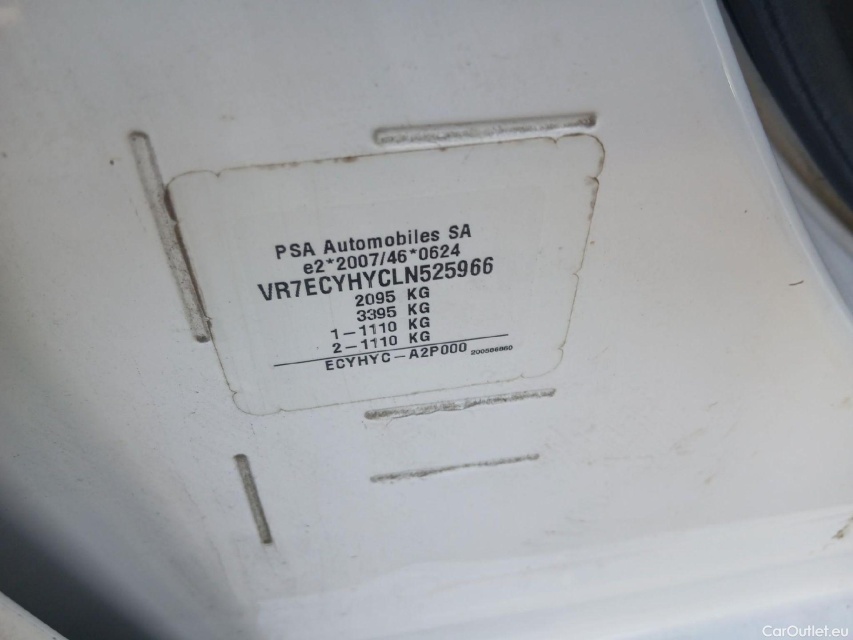 PSA Automobiles SA
e2*2007/46*0624
VR7ECYHYCLN525966
2095 KG
3395 KG
1-1110 KG
2-1110 KG
ECYHYC-A2P000
CarOutlet.eu